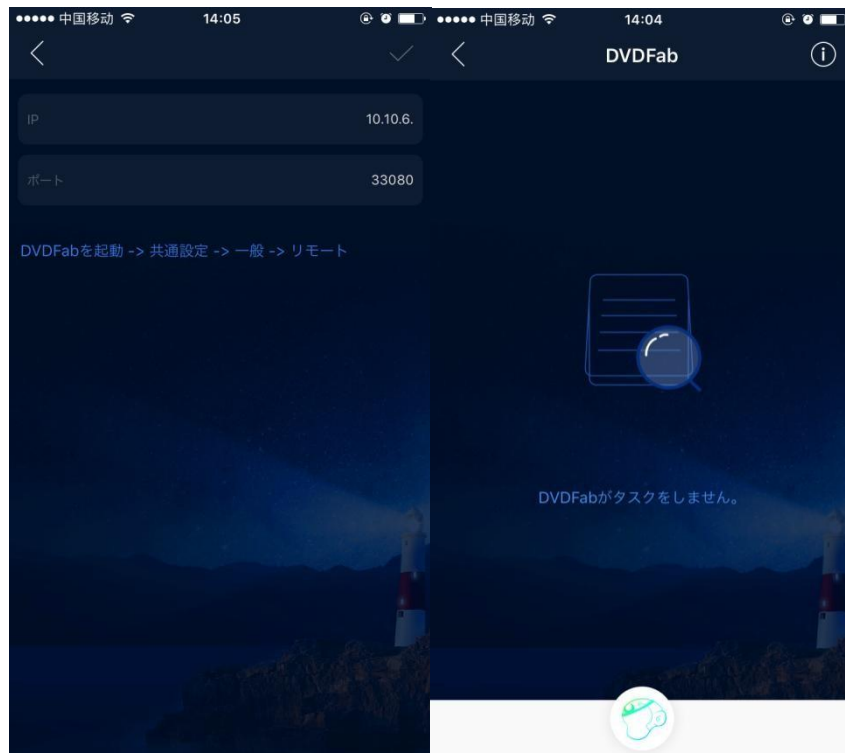 中国移动 14:05
IP 10.10.6.
ポート 33080
DVDFabを起動 -> 共通設定 -> 一般 -> リモート
中国移动 14:04
DVDFab
DVDFabがタスクをしません。